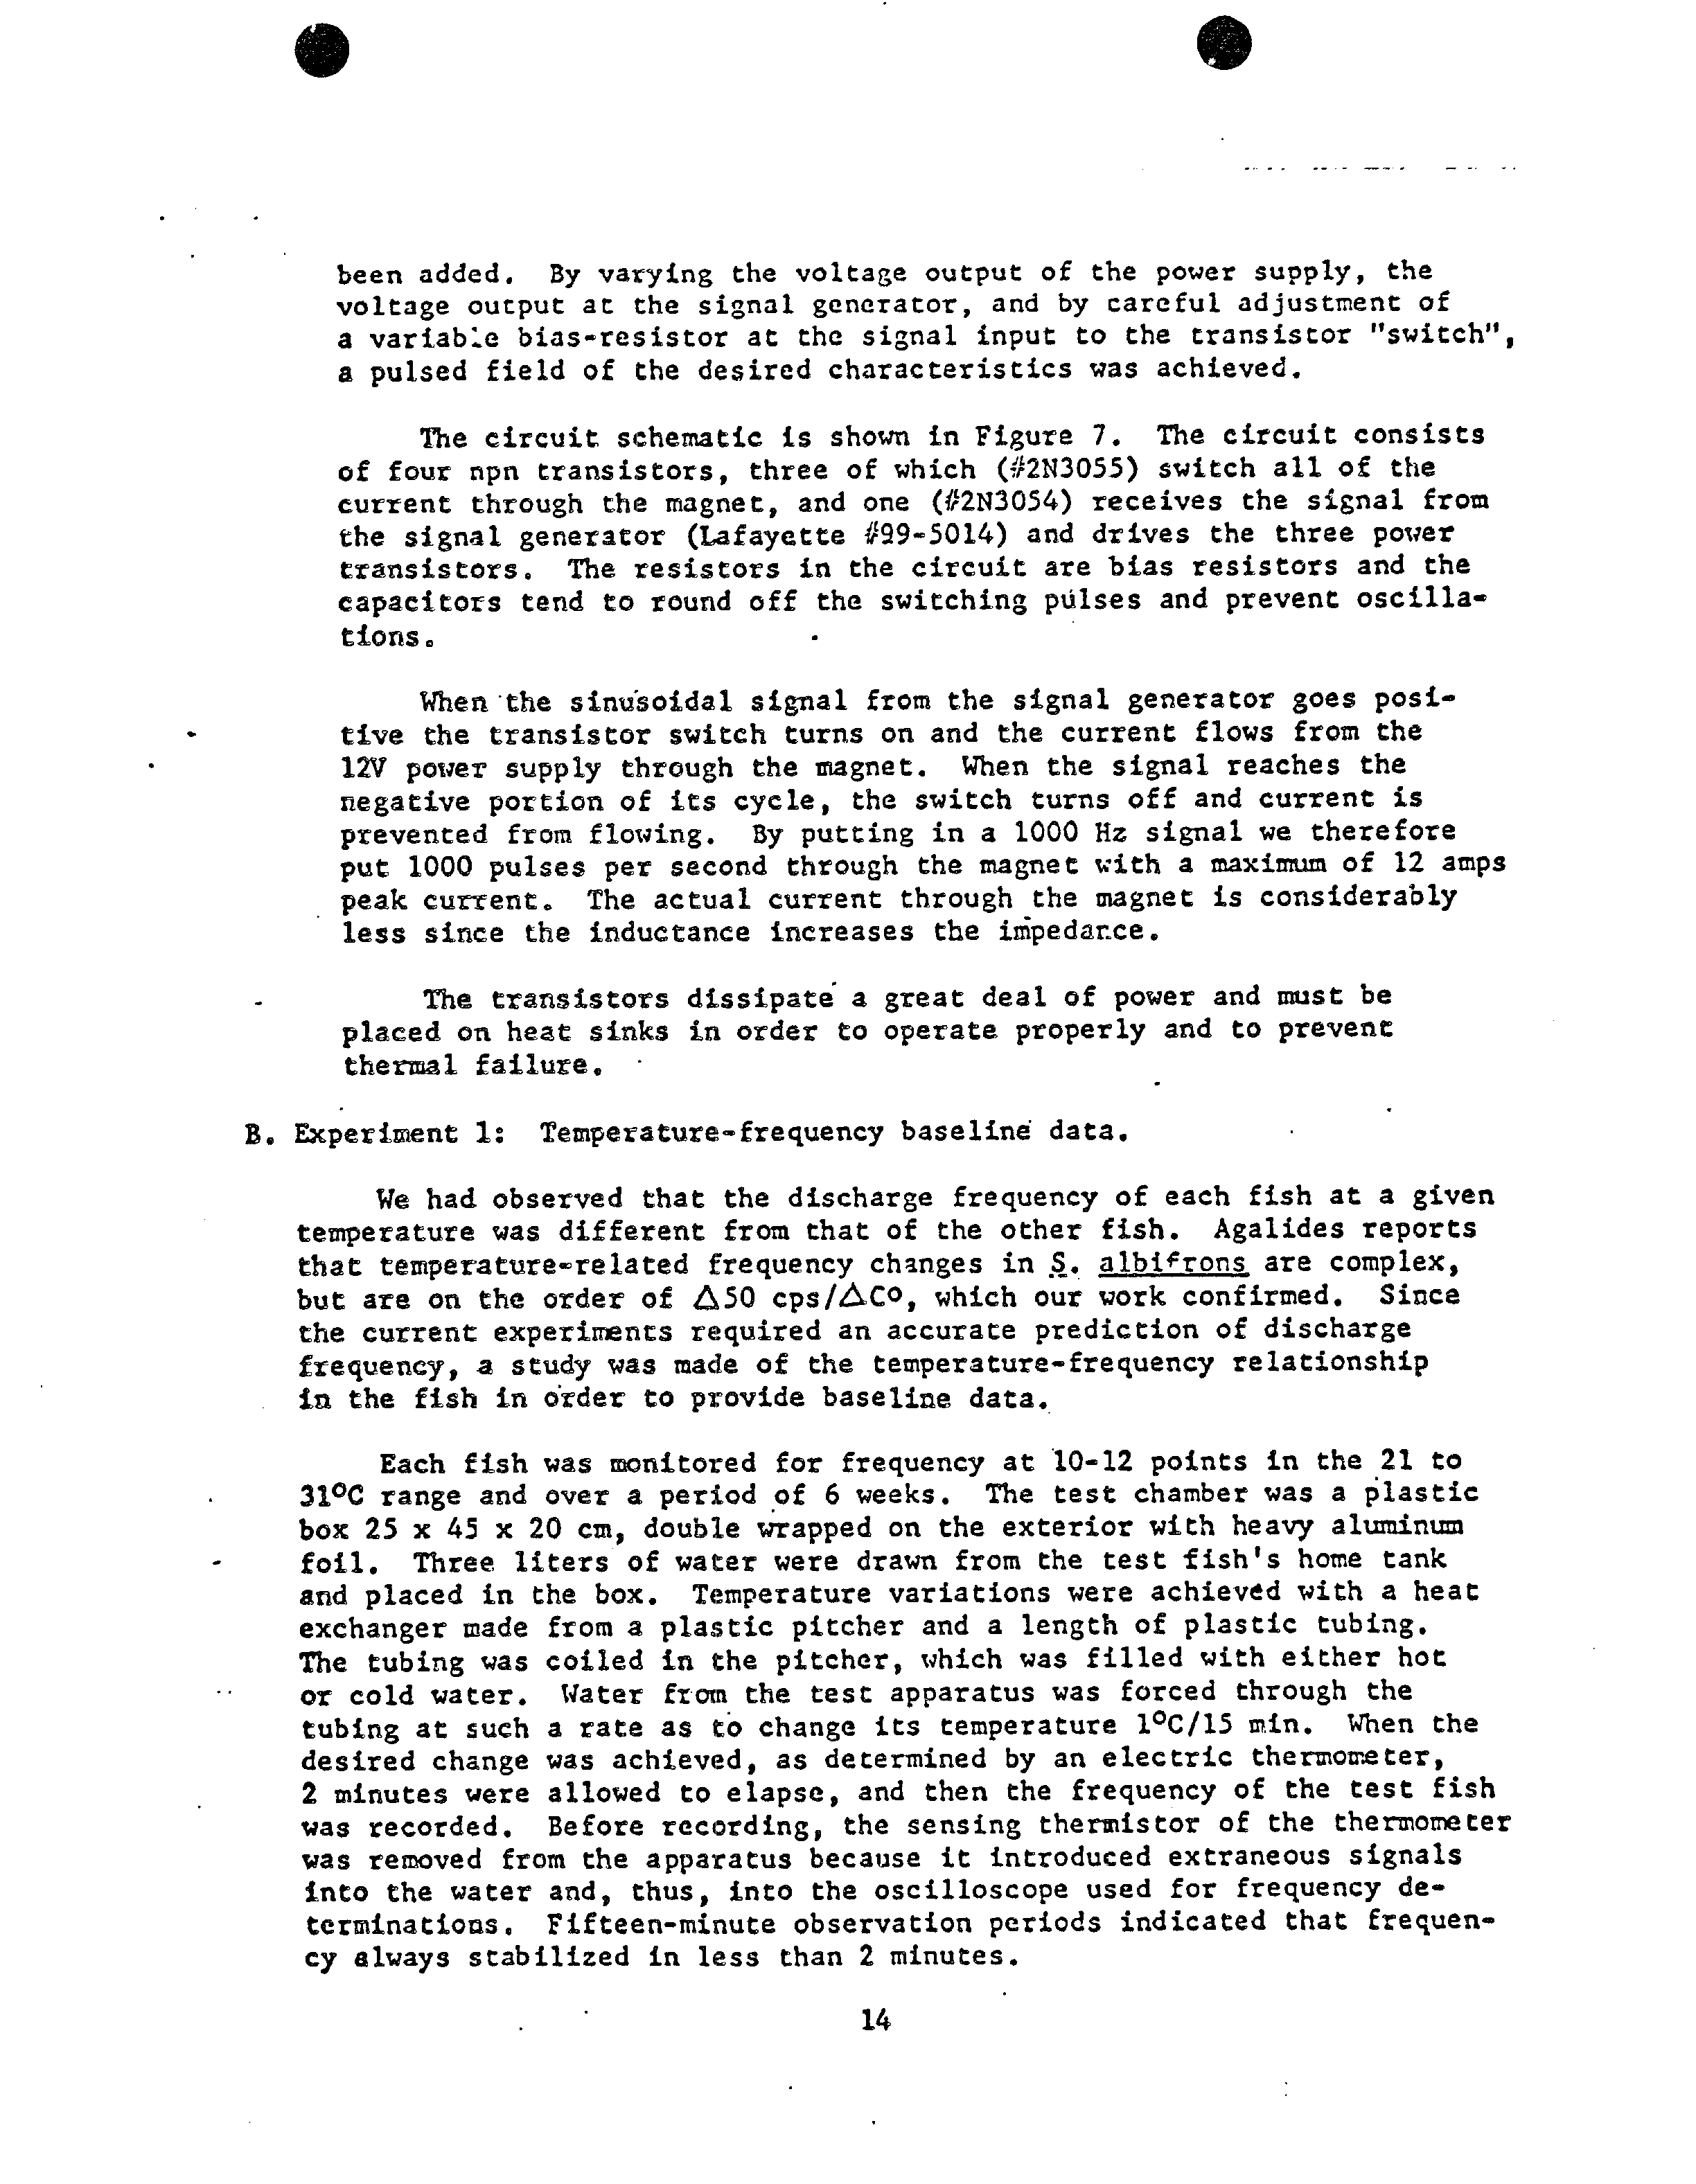 been added. By varying the voltage output of the power supply, the
voltage output at the signal generator, and by careful adjustment of
a variable bias-resistor at the signal input to the transistor "switch",
a pulsed field of the desired characteristics was achieved.
The circuit schematic is shown in Figure 7. The circuit consists
of four npn transistors, three of which (#2N3055) switch all of the
current through the magnet, and one (#2N3054) receives the signal from
the signal generator (Lafayette #99-5014) and drives the three power
transistors. The resistors in the circuit are bias resistors and the
capacitors tend to round off the switching pulses and prevent oscilla-
tions.
When the sinusoidal signal from the signal generator goes posi-
tive the transistor switch turns on and the current flows from the
12V power supply through the magnet. When the signal reaches the
negative portion of its cycle, the switch turns off and current is
prevented from flowing. By putting in a 1000 Hz signal we therefore
put 1000 pulses per second through the magnet with a maximum of 12 amps
peak current. The actual current through the magnet is considerably
less since the inductance increases the impedance.
The transistors dissipate a great deal of power and must be
placed on heat sinks in order to operate properly and to prevent
thermal failure.
B. Experiment 1: Temperature-frequency baseline data.
We had observed that the discharge frequency of each fish at a given
temperature was different from that of the other fish. Agalides reports
that temperature-related frequency changes in S. albifrons are complex,
but are on the order of Δ50 cps/ΔCº, which our work confirmed. Since
the current experiments required an accurate prediction of discharge
frequency, a study was made of the temperature-frequency relationship
in the fish in order to provide baseline data.
Each fish was monitored for frequency at 10-12 points in the 21 to
31ºC range and over a period of 6 weeks. The test chamber was a plastic
box 25 x 45 x 20 cm, double wrapped on the exterior with heavy aluminum
foil. Three liters of water were drawn from the test fish's home tank
and placed in the box. Temperature variations were achieved with a heat
exchanger made from a plastic pitcher and a length of plastic tubing.
The tubing was coiled in the pitcher, which was filled with either hot
or cold water. Water from the test apparatus was forced through the
tubing at such a rate as to change its temperature 1ºC/15 min. When the
desired change was achieved, as determined by an electric thermometer,
2 minutes were allowed to elapse, and then the frequency of the test fish
was recorded. Before recording, the sensing thermistor of the thermometer
was removed from the apparatus because it introduced extraneous signals
into the water and, thus, into the oscilloscope used for frequency de-
terminations. Fifteen-minute observation periods indicated that frequen-
cy always stabilized in less than 2 minutes.
14